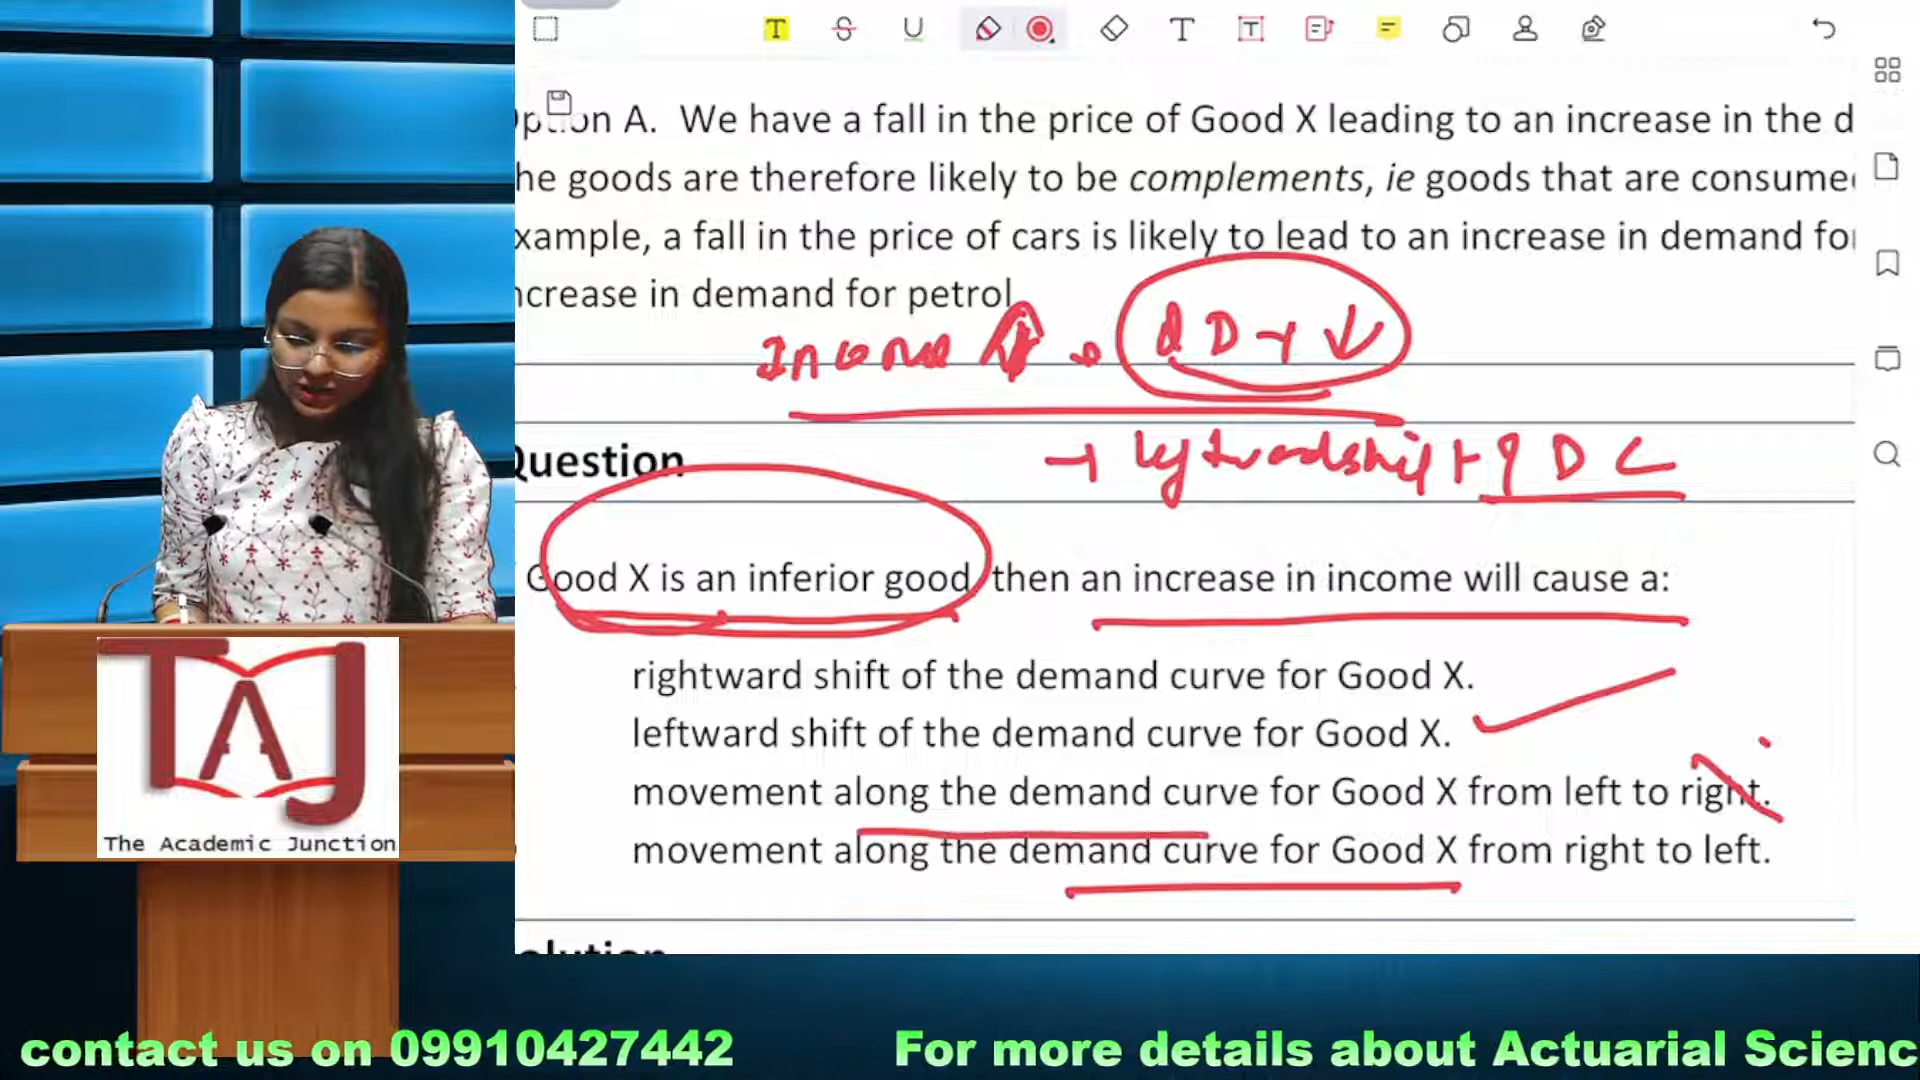 ption A. We have a fall in the price of Good X leading to an increase in the d
he goods are therefore likely to be complements, ie goods that are consume
xample, a fall in the price of cars is likely to lead to an increase in demand fo
ncrease in demand for petrol
Income
Question
Good X is an inferior good, then an increase in income will cause a:
rightward shift of the demand curve for Good X.
leftward shift of the demand curve for Good X.
movement along the demand curve for Good X from left to right.
movement along the demand curve for Good X from right to left.
olution
TAJ
The Academic Junction
contact us on 09910427442 For more details about Actuarial Scienc